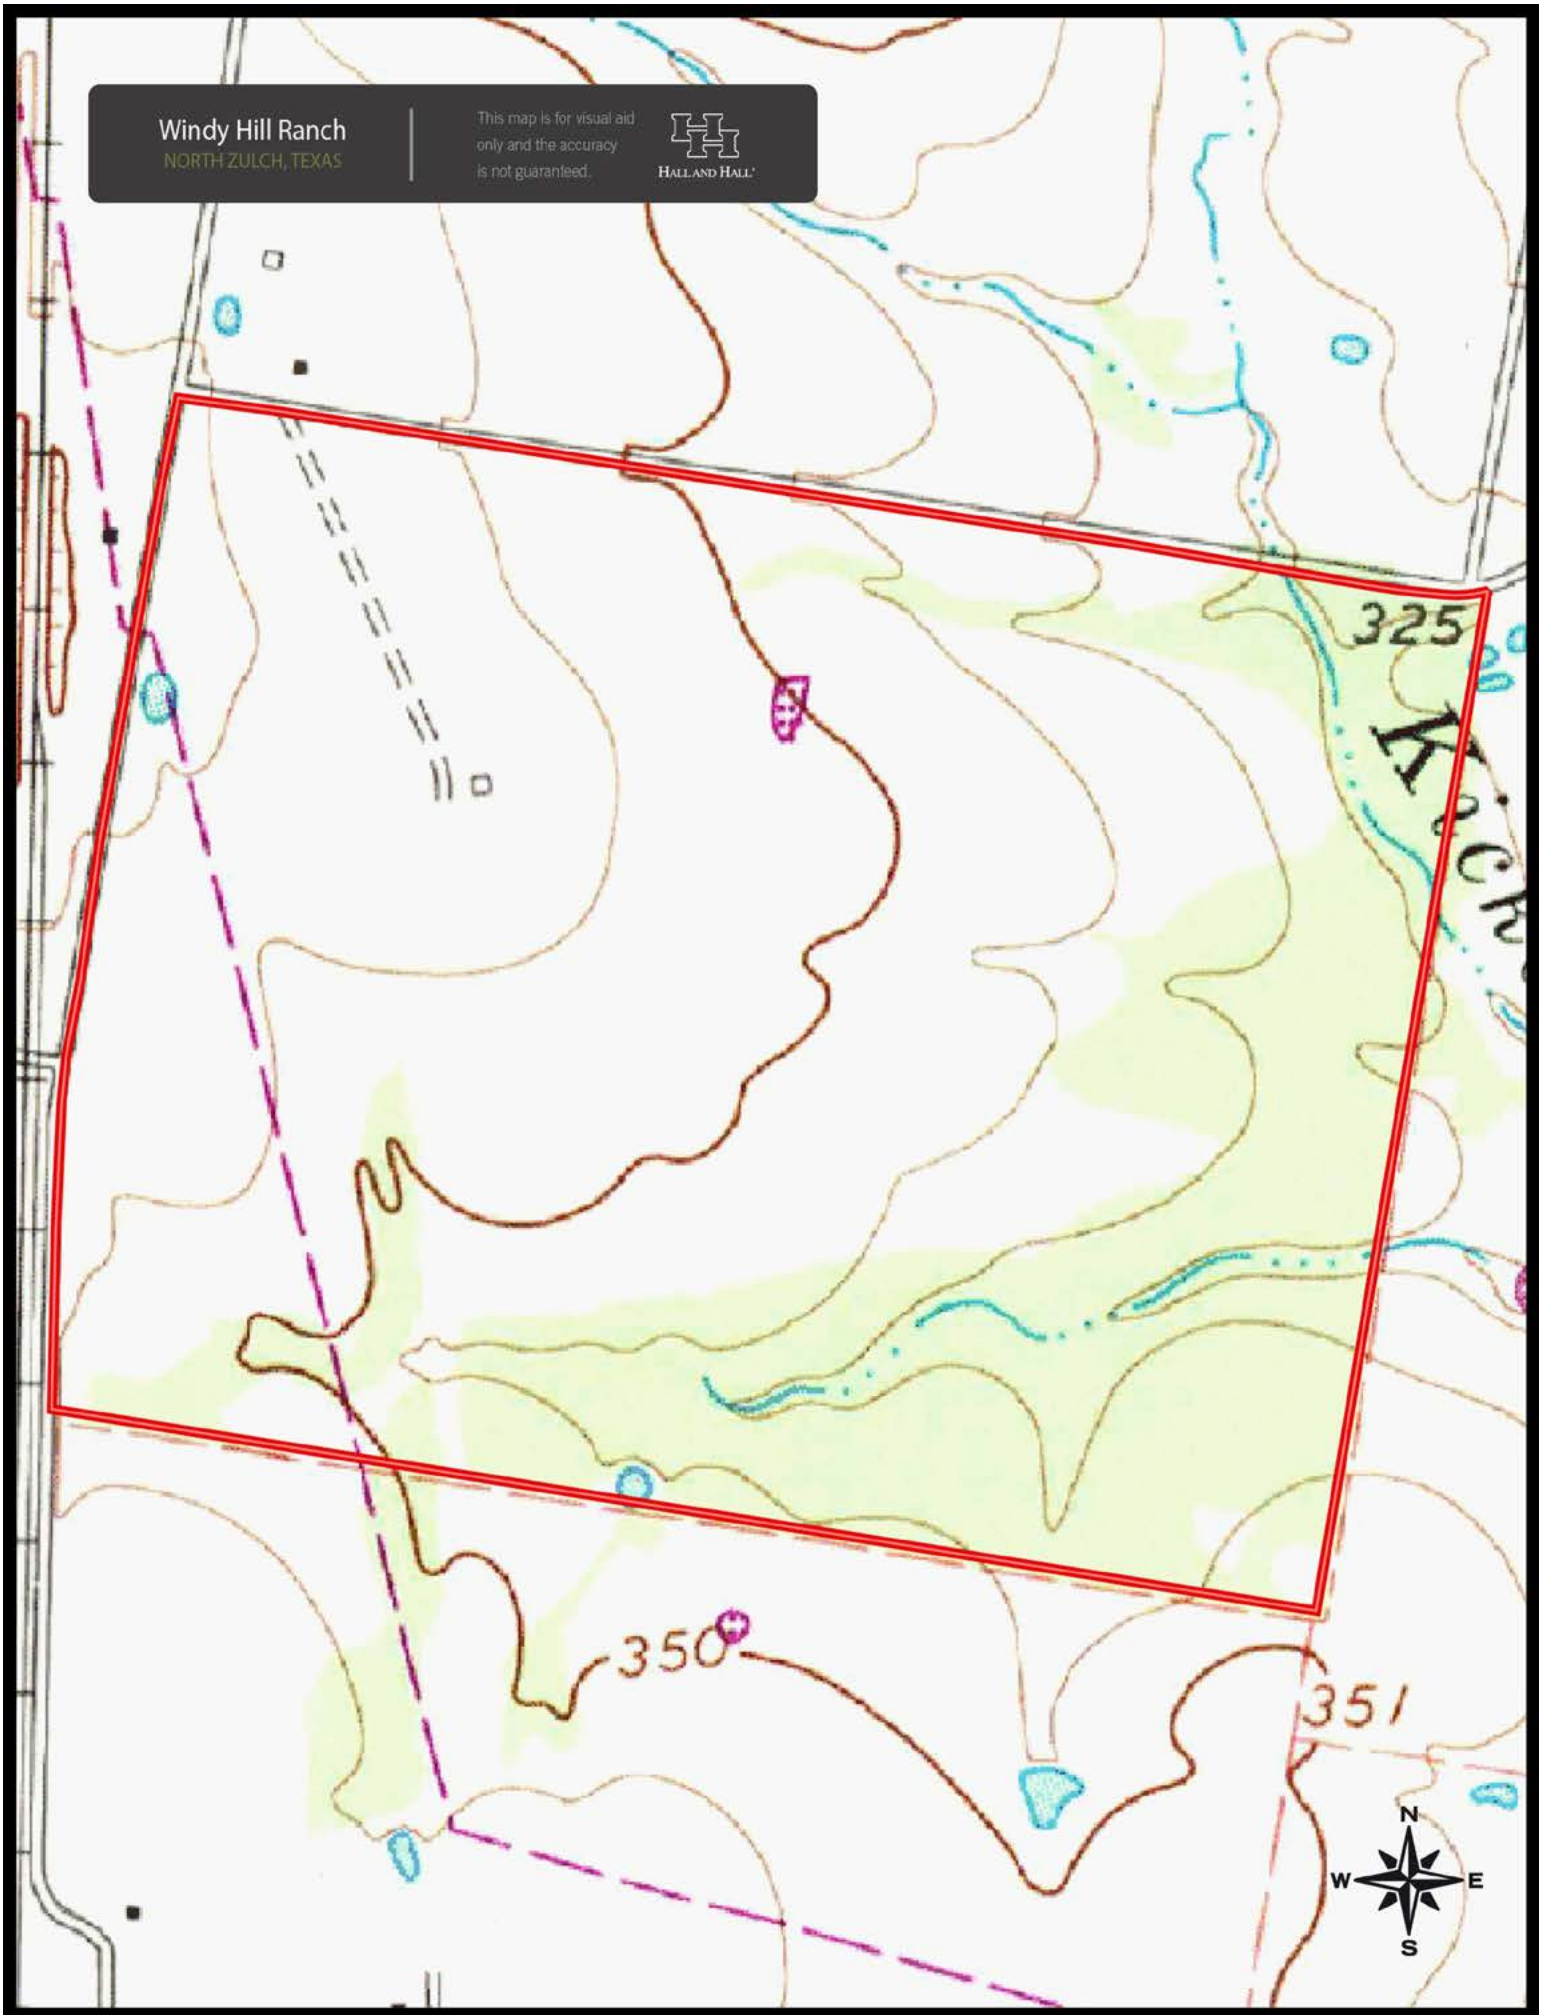 Windy Hill Ranch
NORTH ZULCH, TEXAS
This map is for visual aid
only and the accuracy
is not guaranteed.
HALL AND HALL®
325
Kick
350
351
N
W E
S